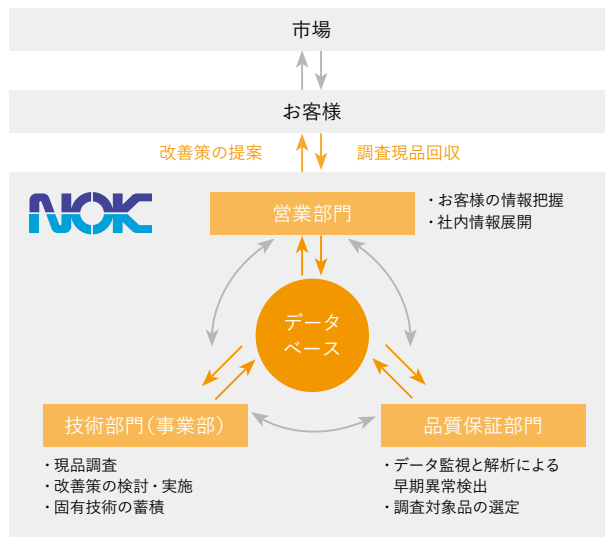 市場
お客様
改善策の提案
調査現品回収
NOK
営業部門
・お客様の情報把握
・社内情報展開
データ
ベース
技術部門(事業部)
・現品調査
・改善策の検討・実施
・固有技術の蓄積
品質保証部門
・データ監視と解析による
早期異常検出
・調査対象品の選定